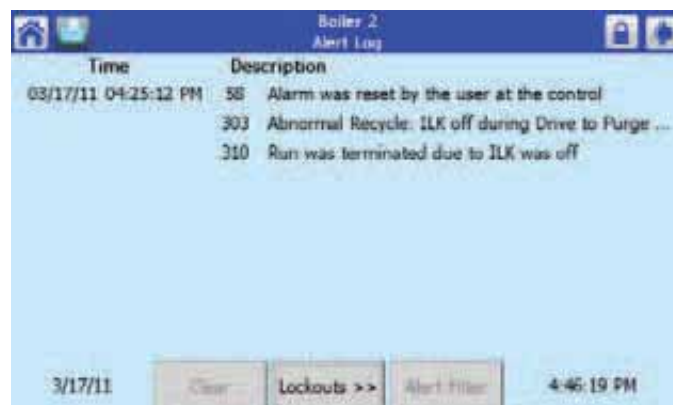 Boiler 2
Alert Log
Time Description
03/17/11 04:25:12 PM 58 Alarm was reset by the user at the control
303 Abnormal Recycle: ILK off during Drive to Purge ...
310 Run was terminated due to ILK was off
3/17/11 Clear Lockouts >> Alert Filter 4:46:19 PM